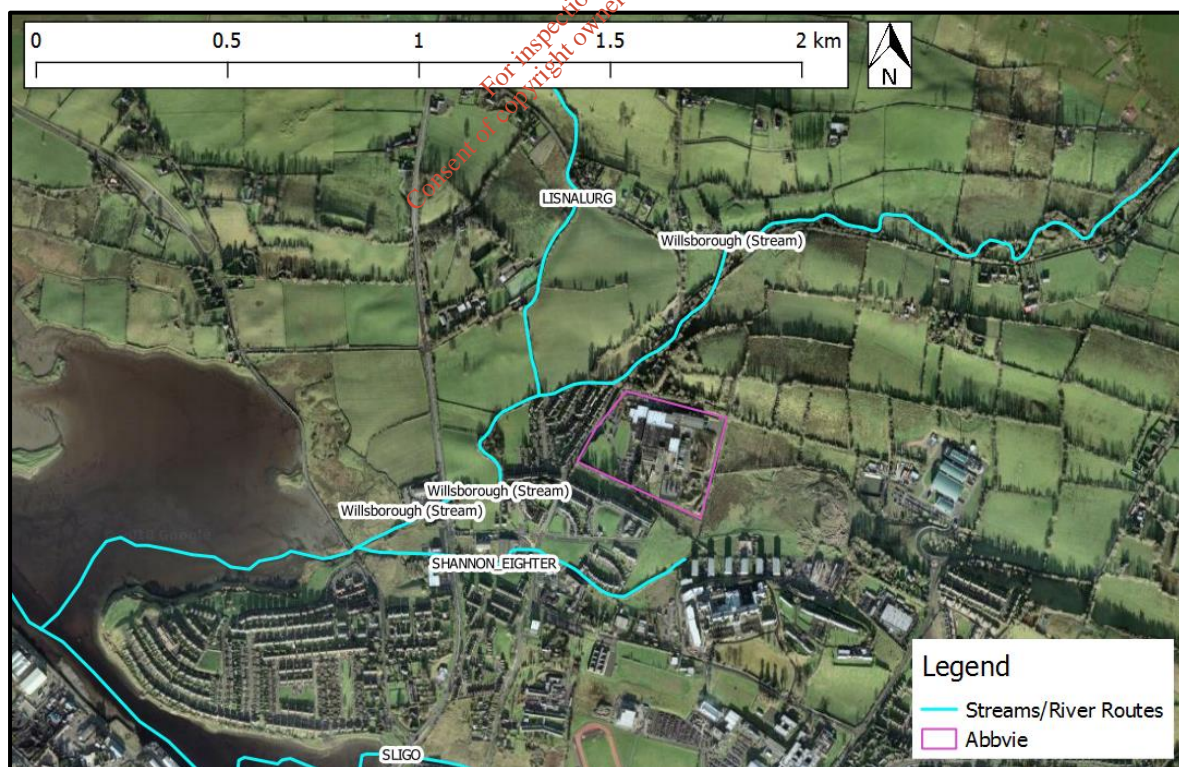 0 0.5 1 1.5 2 km
N
For inspectio
Consent of copyright owner
LISNALURG
Willsborough (Stream)
Willsborough (Stream)
Willsborough (Stream)
SHANNON_EIGHTER
SLIGO
Legend
Streams/River Routes
Abbvie